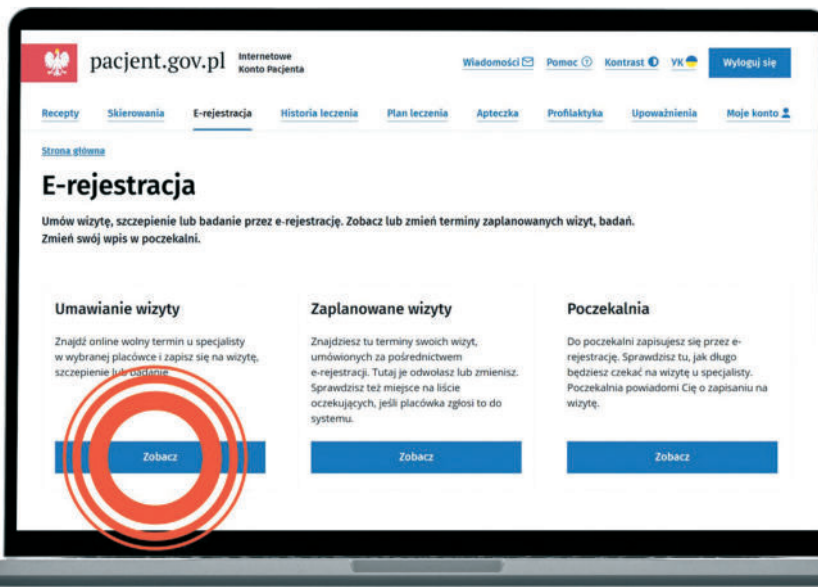 pacjent.gov.pl
Internetowe
Konto Pacjenta
Wiadomości
Pomoc
Kontrast
УК
Wyloguj się
Recepty
Skierowania
E-rejestracja
Historia leczenia
Plan leczenia
Apteczka
Profilaktyka
Upoważnienia
Moje konto
Strona główna
E-rejestracja
Umów wizytę, szczepienie lub badanie przez e-rejestrację. Zobacz lub zmień terminy zaplanowanych wizyt, badań.
Zmień swój wpis w poczekalni.
Umawianie wizyty
Znajdź online wolny termin u specjalisty
w wybranej placówce i zapisz się na wizytę,
szczepienie lub badanie.
Zobacz
Zaplanowane wizyty
Znajdziesz tu terminy swoich wizyt,
umówionych za pośrednictwem
e-rejestracji. Tutaj je odwołasz lub zmienisz.
Sprawdzisz też miejsce na liście
oczekujących, jeśli placówka zgłosi to do
systemu.
Zobacz
Poczekalnia
Do poczekalni zapisujesz się przez e-
rejestrację. Sprawdzisz tu, jak długo
będziesz czekać na wizytę u specjalisty.
Poczekalnia powiadomi Cię o zapisaniu na
wizytę.
Zobacz